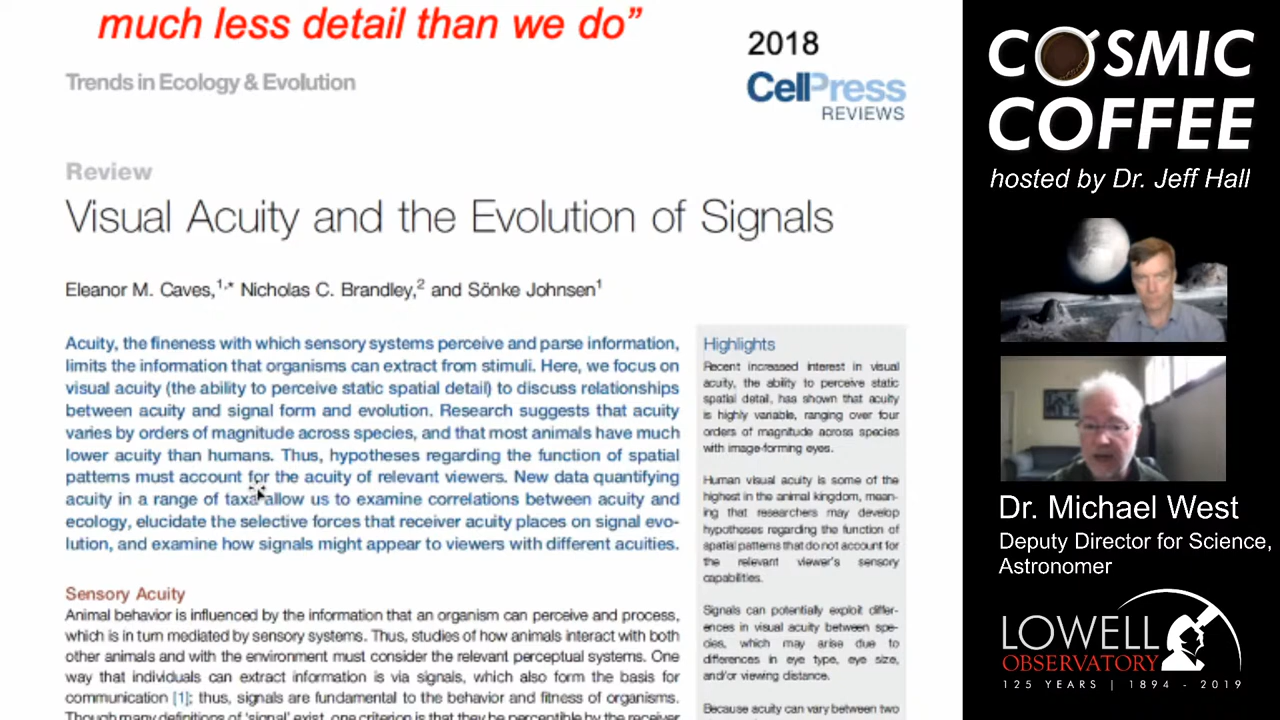 much less detail than we do”
2018
Trends in Ecology & Evolution
CellPress
REVIEWS
Review
Visual Acuity and the Evolution of Signals
Eleanor M. Caves,1,* Nicholas C. Brandley,2 and Sönke Johnsen1
Acuity, the fineness with which sensory systems perceive and parse information,
limits the information that organisms can extract from stimuli. Here, we focus on
visual acuity (the ability to perceive static spatial detail) to discuss relationships
between acuity and signal form and evolution. Research suggests that acuity
varies by orders of magnitude across species, and that most animals have much
lower acuity than humans. Thus, hypotheses regarding the function of spatial
patterns must account for the acuity of relevant viewers. New data quantifying
acuity in a range of taxa allow us to examine correlations between acuity and
ecology, elucidate the selective forces that receiver acuity places on signal evo-
lution, and examine how signals might appear to viewers with different acuities.
Sensory Acuity
Animal behavior is influenced by the information that an organism can perceive and process,
which is in turn mediated by sensory systems. Thus, studies of how animals interact with both
other animals and with the environment must consider the relevant perceptual systems. One
way that individuals can extract information is via signals, which also form the basis for
communication [1]; thus, signals are fundamental to the behavior and fitness of organisms.
Though many definitions of 'signal' exist, one criterion is that they be perceptible by the receiver
Highlights
Recent increased interest in visual
acuity, the ability to perceive static
spatial detail, has shown that acuity
is highly variable, ranging over four
orders of magnitude across species
with image-forming eyes.
Human visual acuity is some of the
highest in the animal kingdom, mean-
ing that researchers may develop
hypotheses regarding the function of
spatial patterns that do not account for
the relevant viewer's sensory
capabilities.
Signals can potentially exploit differ-
ences in visual acuity between spe-
cies, which may arise due to
differences in eye type, eye size,
and/or viewing distance.
Because acuity can vary between two
COSMIC
COFFEE
hosted by Dr. Jeff Hall
Dr. Michael West
Deputy Director for Science,
Astronomer
LOWELL
OBSERVATORY
125 YEARS | 1894 - 2019